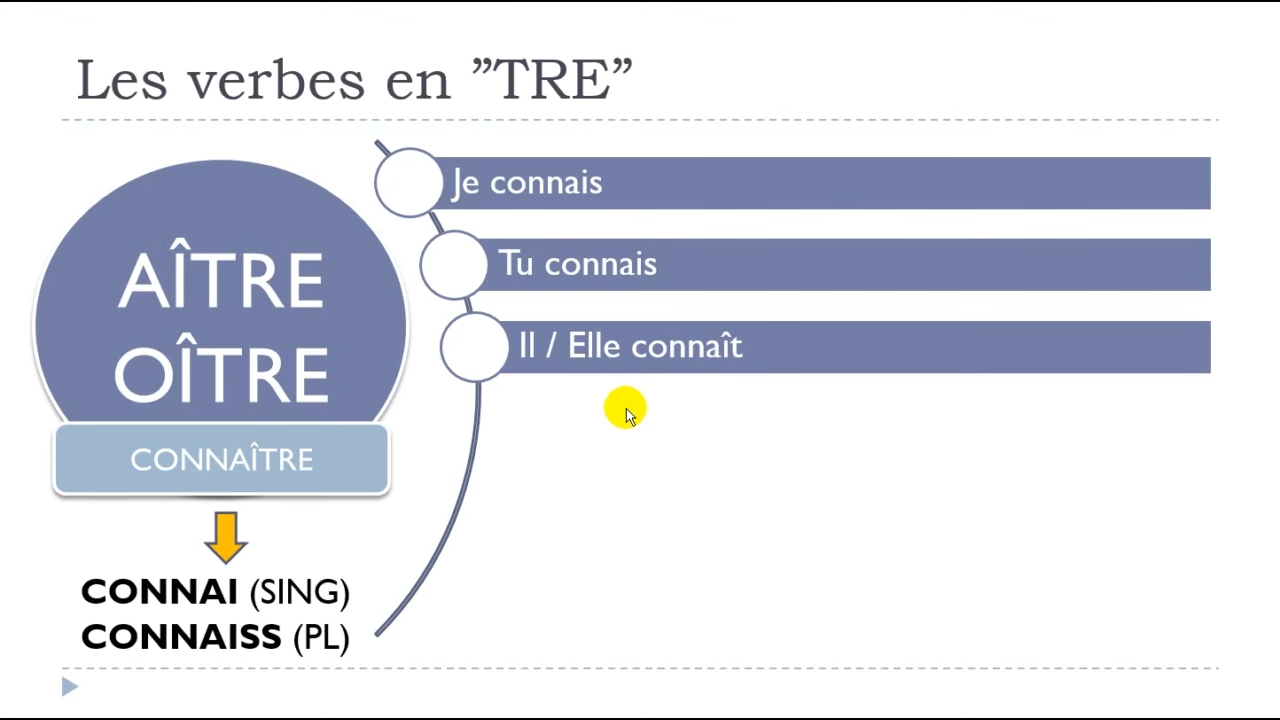 Les verbes en ”TRE”
AÎTRE
OÎTRE
CONNAÎTRE
CONNAI (SING)
CONNAISS (PL)
Je connais
Tu connais
Il / Elle connaît